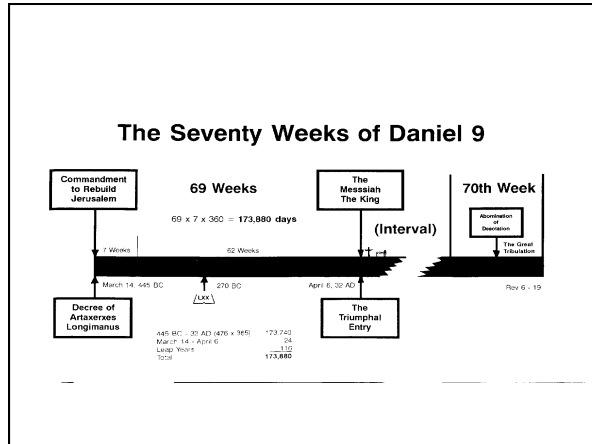 The Seventy Weeks of Daniel 9
Commandment
to Rebuild
Jerusalem
69 Weeks
The
Messsiah
The King
70th Week
69 x 7 x 360 = 173,880 days
(Interval)
Abomination
of
Desolation
The Great
Tribulation
7 Weeks
62 Weeks
March 14, 445 BC
LXX
270 BC
April 6, 32 AD
Rev 6 - 19
Decree of
Artaxerxes
Longimanus
The
Triumphal
Entry
445 BC - 32 AD (476 x 365) 173,740
March 14 - April 6 24
Leap Years 116
Total 173,880